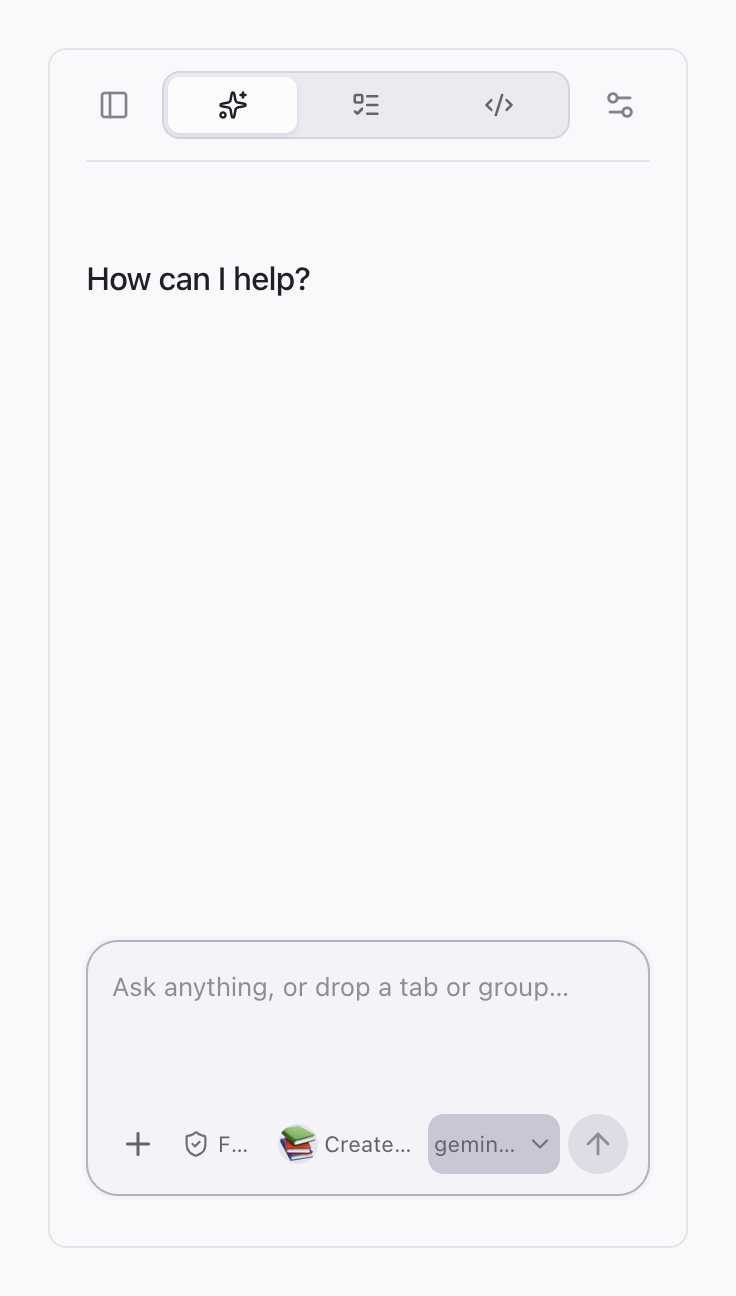 How can I help?
Ask anything, or drop a tab or group...
F... Create... gemin...